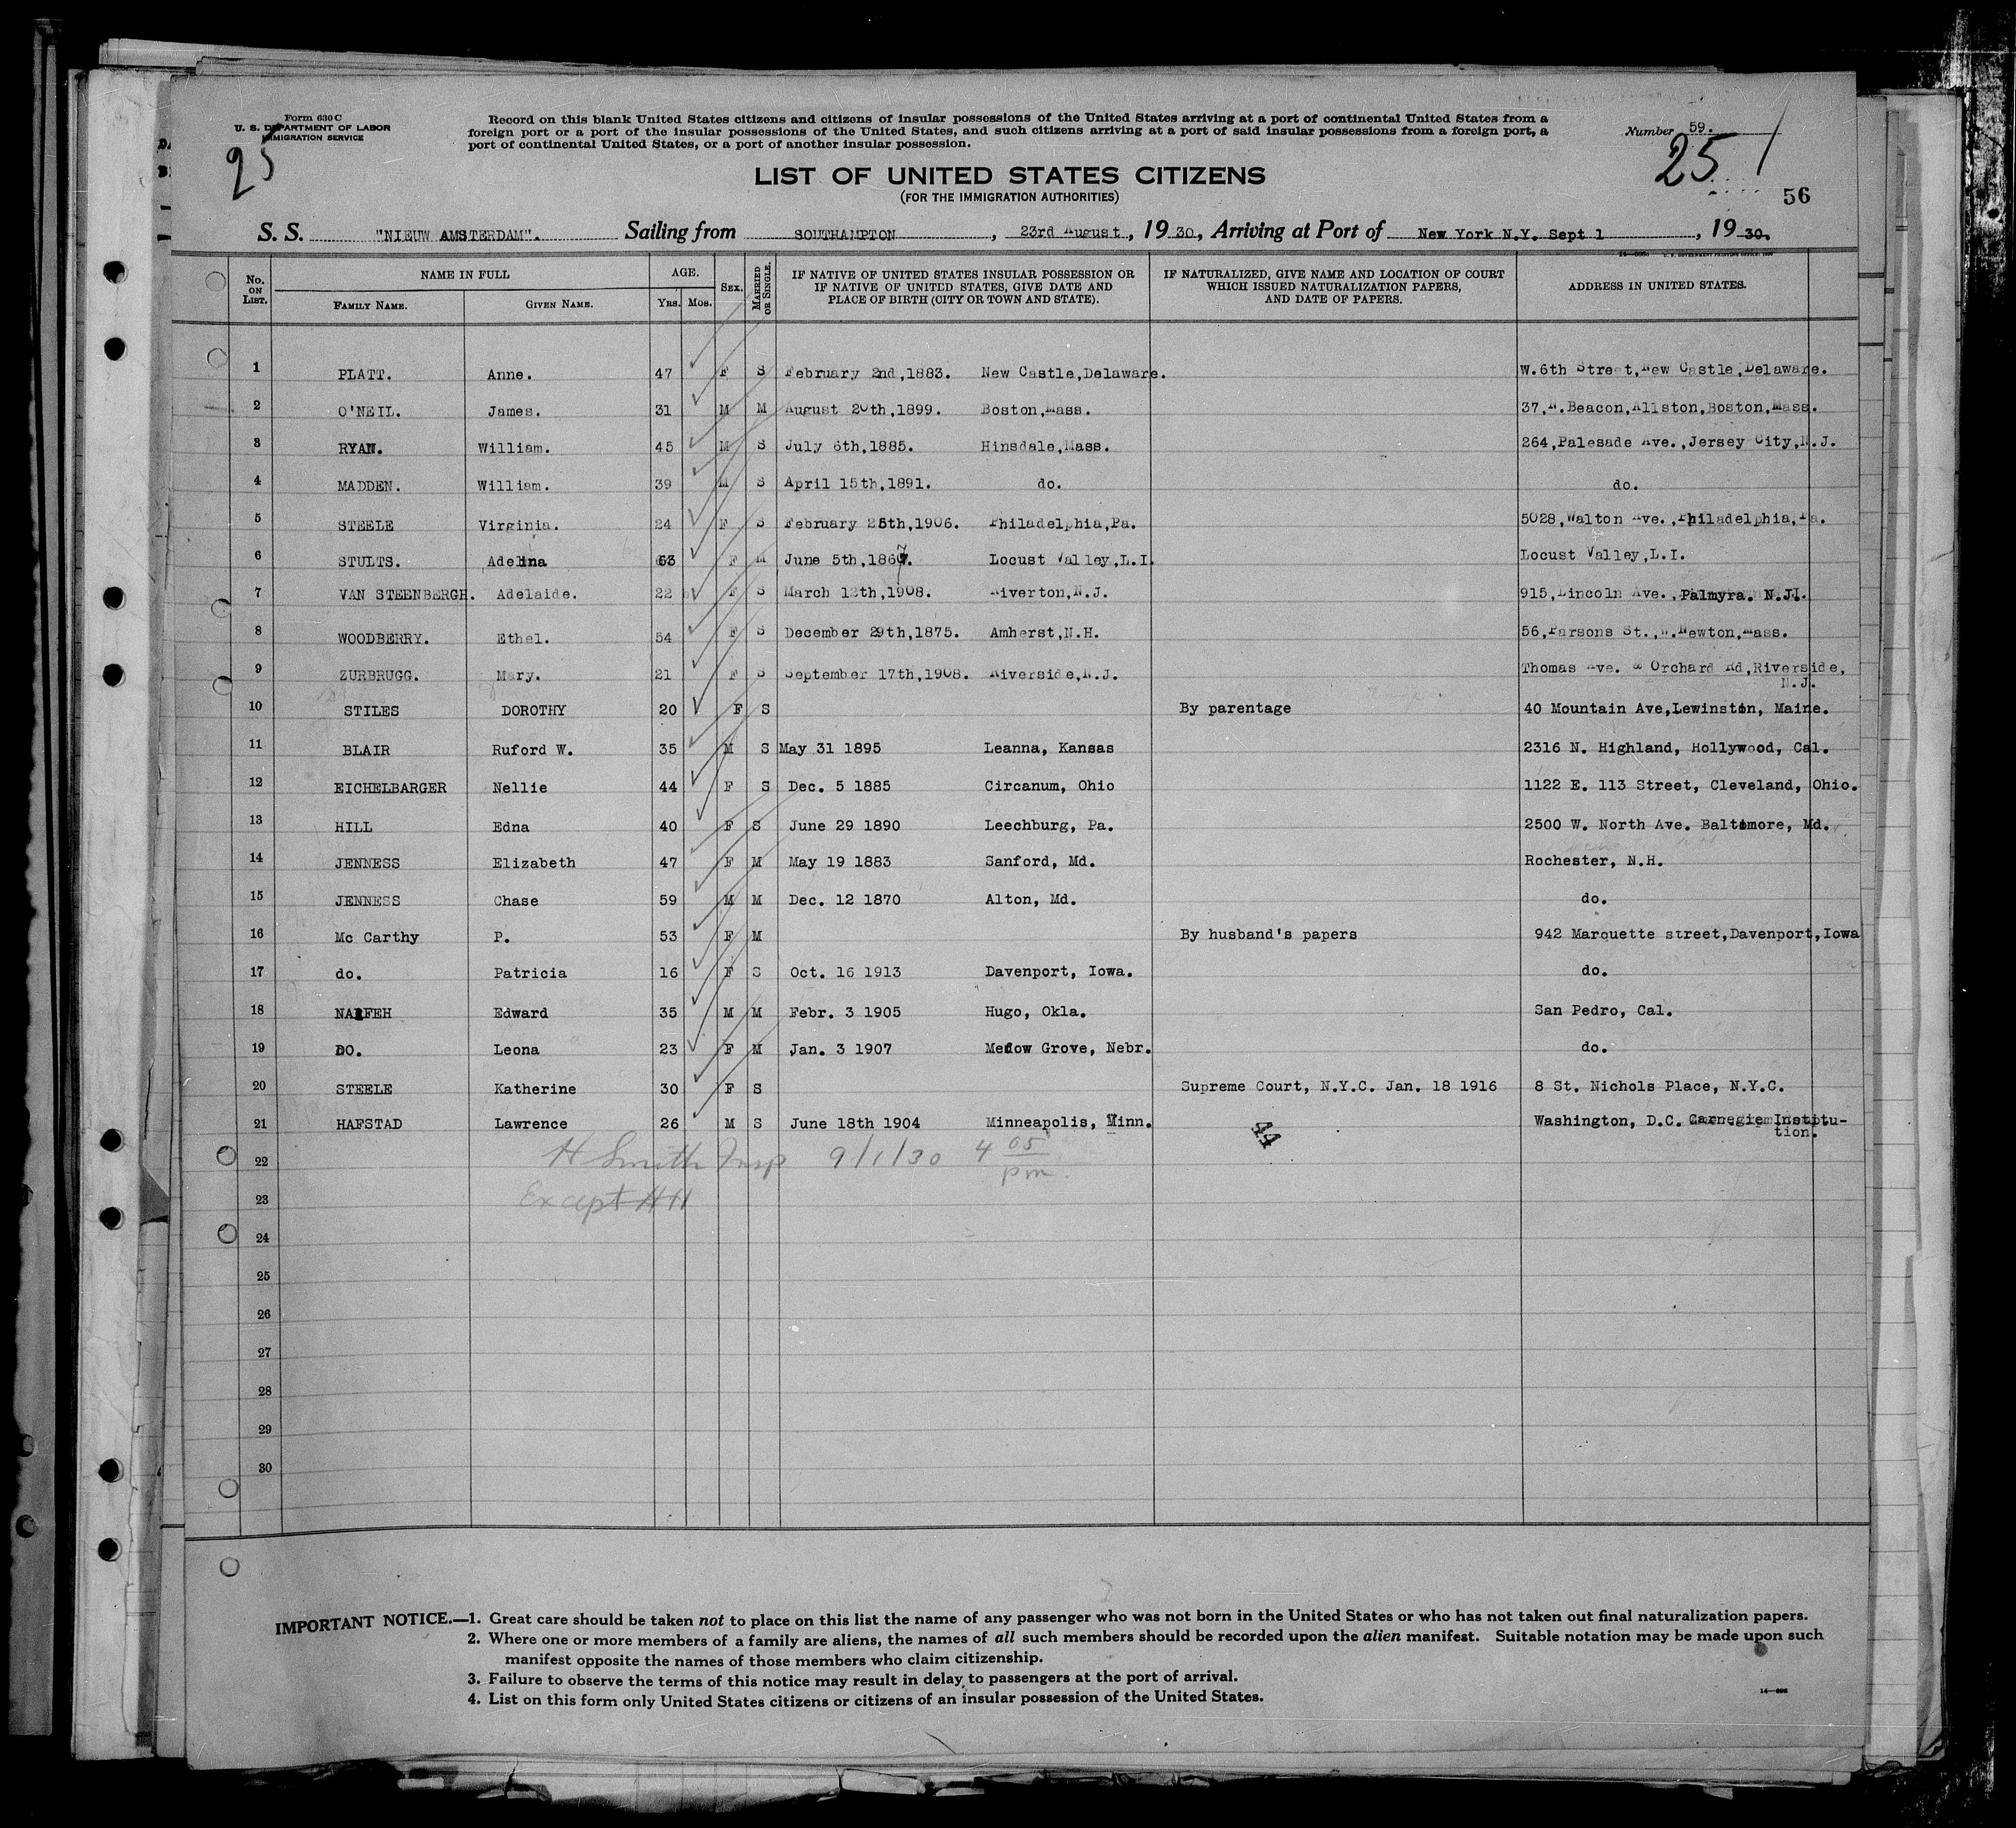 Form 630 C
U. S. DEPARTMENT OF LABOR
IMMIGRATION SERVICE
25
Record on this blank United States citizens and citizens of insular possessions of the United States arriving at a port of continental United States from a
foreign port or a port of the insular possessions of the United States, and such citizens arriving at a port of said insular possessions from a foreign port, a
port of continental United States, or a port of another insular possession.
Number 59.
25 /
56
LIST OF UNITED STATES CITIZENS
(FOR THE IMMIGRATION AUTHORITIES)
S. S. "NIEUW AMSTERDAM". Sailing from SOUTHAMPTON, 23rd August, 1930, Arriving at Port of New York N.Y. Sept 1, 1930.
No. ON LIST. NAME IN FULL FAMILY NAME. GIVEN NAME. AGE. YRS. MOS. SEX. MARRIED OR SINGLE. IF NATIVE OF UNITED STATES INSULAR POSSESSION OR IF NATIVE OF UNITED STATES, GIVE DATE AND PLACE OF BIRTH (CITY OR TOWN AND STATE). IF NATURALIZED, GIVE NAME AND LOCATION OF COURT WHICH ISSUED NATURALIZATION PAPERS, AND DATE OF PAPERS. ADDRESS IN UNITED STATES.
1 PLATT. Anne. 47 F S February 2nd,1883. New Castle,Delaware. W.6th Street,New Castle,Delaware.
2 O'NEIL. James. 31 M M August 20th,1899. Boston,Mass. 37,N.Beacon,Allston,Boston,Mass.
3 RYAN. William. 45 M S July 6th,1885. Hinsdale,Mass. 264,Palesade Ave.,Jersey City,N.J.
4 MADDEN. William. 39 M S April 15th,1891. do. do.
5 STEELE Virginia. 24 F S February 25th,1906. Philadelphia,Pa. 5028,Walton Ave.,Philadelphia,Pa.
6 STULTS. Adelina 63 F M June 5th,1867. Locust Valley,L.I. Locust Valley,L.I.
7 VAN STEENBERGH. Adelaide. 22 F S March 12th,1908. Riverton,N.J. 915,Lincoln Ave.,Palmyra. N.J.
8 WOODBERRY. Ethel. 54 F S December 29th,1875. Amherst,N.H. 56,Parsons St.,W.Newton,Mass.
9 ZURBRUGG. Mary. 21 F S September 17th,1908. Riverside,N.J. Thomas Ave. & Orchard Rd,Riverside,
N.J.
10 STILES DOROTHY 20 F S By parentage 40 Mountain Ave,Lewinston, Maine.
11 BLAIR Ruford W. 35 M S May 31 1895 Leanna, Kansas 2316 N. Highland, Hollywood, Cal.
12 EICHELBARGER Nellie 44 F S Dec. 5 1885 Circanum, Ohio 1122 E. 113 Street, Cleveland, Ohio.
13 HILL Edna 40 F S June 29 1890 Leechburg, Pa. 2500 W. North Ave. Baltimore, Md.
14 JENNESS Elizabeth 47 F M May 19 1883 Sanford, Md. Rochester, N.H.
15 JENNESS Chase 59 M M Dec. 12 1870 Alton, Md. do.
16 Mc Carthy P. 53 F M By husband's papers 942 Marquette street,Davenport,Iowa
17 do. Patricia 16 F S Oct. 16 1913 Davenport, Iowa. do.
18 NAIFEH Edward 35 M M Febr. 3 1905 Hugo, Okla. San Pedro, Cal.
19 DO. Leona 23 F M Jan. 3 1907 Medow Grove, Nebr. do.
20 STEELE Katherine 30 F S Supreme Court, N.Y.C. Jan. 18 1916 8 St. Nichols Place, N.Y.C.
21 HAFSTAD Lawrence 26 M S June 18th 1904 Minneapolis, Minn. 44 Washington, D.C. Carnegie Institu-
tion.
22 H Smith Insp 9/1/30 4 05 pm.
23 Except #11
24
25
26
27
28
29
30
IMPORTANT NOTICE.—1. Great care should be taken not to place on this list the name of any passenger who was not born in the United States or who has not taken out final naturalization papers.
2. Where one or more members of a family are aliens, the names of all such members should be recorded upon the alien manifest. Suitable notation may be made upon such
manifest opposite the names of those members who claim citizenship.
3. Failure to observe the terms of this notice may result in delay to passengers at the port of arrival.
4. List on this form only United States citizens or citizens of an insular possession of the United States.